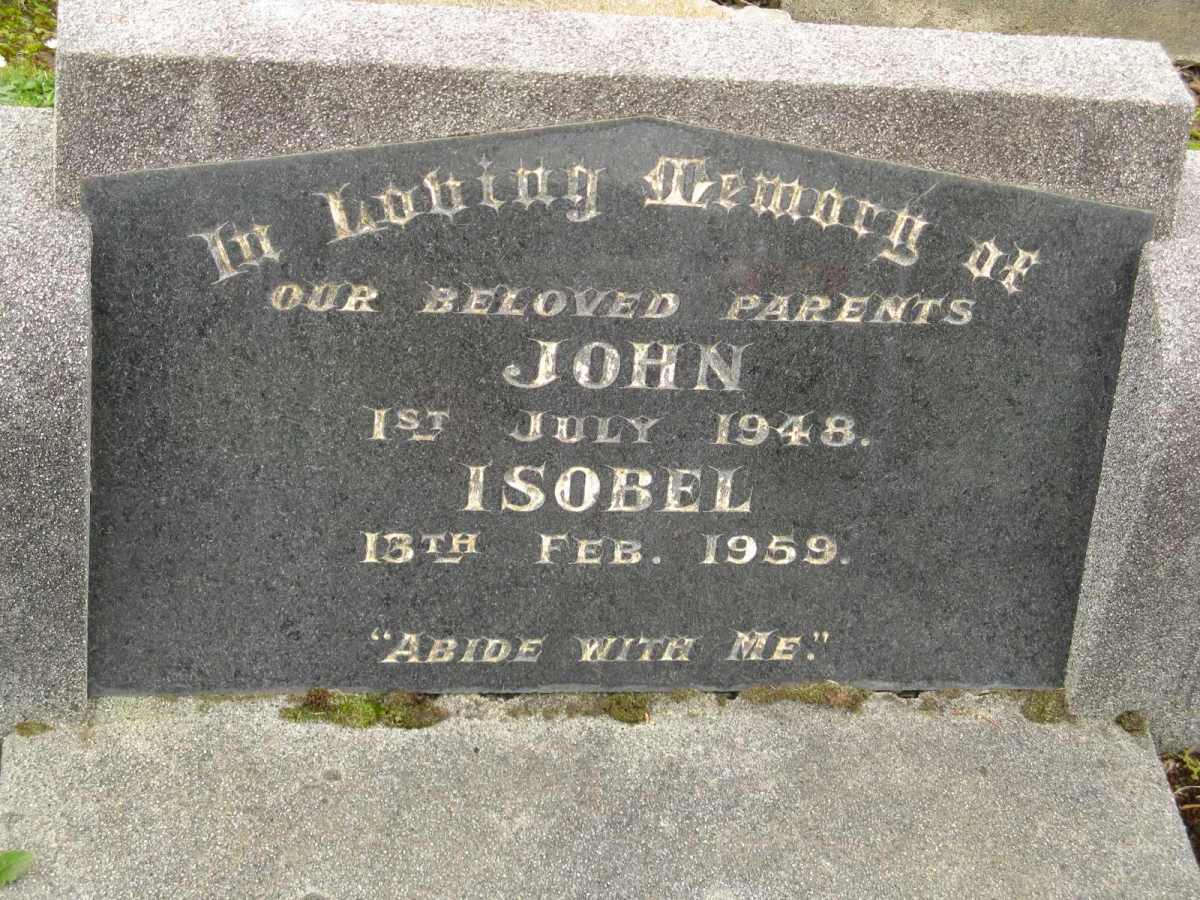 In Loving Memory of
OUR BELOVED PARENTS
JOHN
1ST JULY 1948.
ISOBEL
13TH FEB. 1959.
"ABIDE WITH ME."